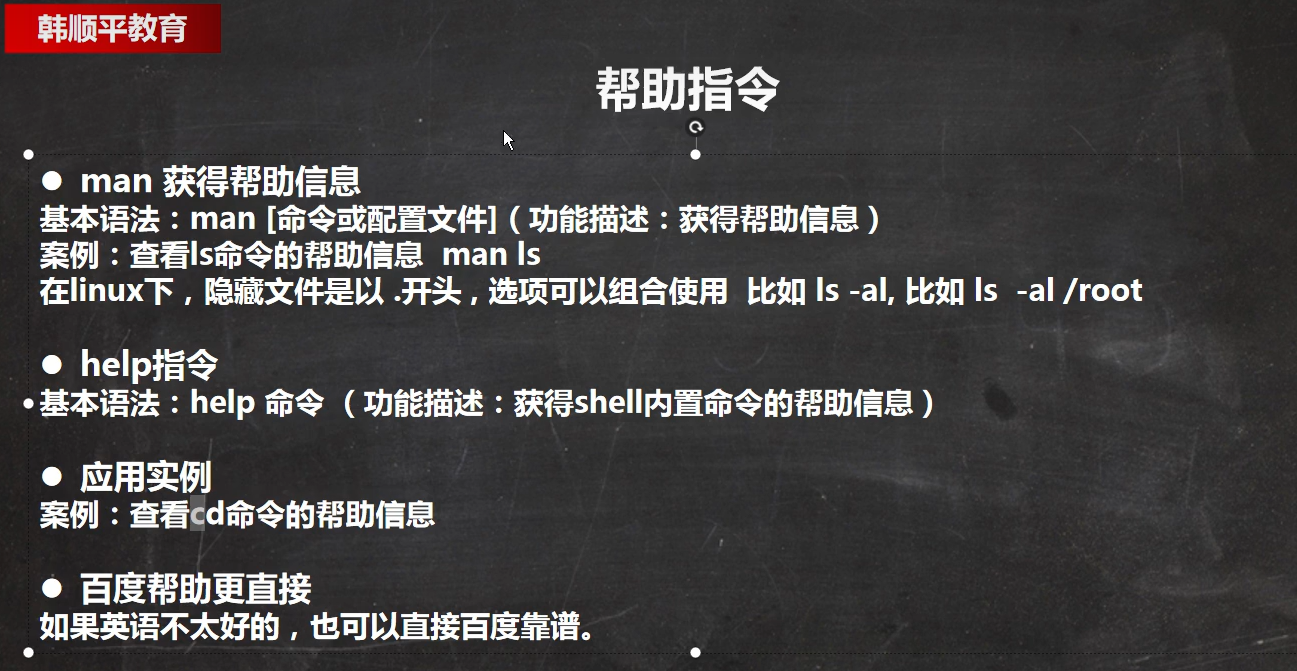 韩顺平教育
帮助指令
● man 获得帮助信息
基本语法：man [命令或配置文件]（功能描述：获得帮助信息）
案例：查看ls命令的帮助信息  man ls
在linux下，隐藏文件是以 .开头，选项可以组合使用  比如 ls -al, 比如 ls  -al /root
● help指令
基本语法：help 命令 （功能描述：获得shell内置命令的帮助信息）
● 应用实例
案例：查看cd命令的帮助信息
● 百度帮助更直接
如果英语不太好的，也可以直接百度靠谱。